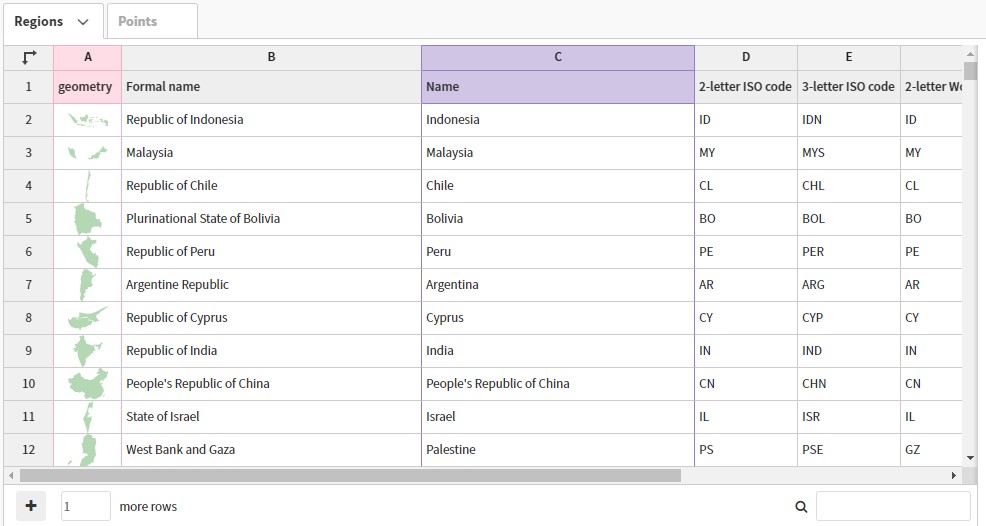 Regions Points
A B C D E
1 geometry Formal name Name 2-letter ISO code 3-letter ISO code 2-letter Wo
2 Republic of Indonesia Indonesia ID IDN ID
3 Malaysia Malaysia MY MYS MY
4 Republic of Chile Chile CL CHL CL
5 Plurinational State of Bolivia Bolivia BO BOL BO
6 Republic of Peru Peru PE PER PE
7 Argentine Republic Argentina AR ARG AR
8 Republic of Cyprus Cyprus CY CYP CY
9 Republic of India India IN IND IN
10 People's Republic of China People's Republic of China CN CHN CN
11 State of Israel Israel IL ISR IL
12 West Bank and Gaza Palestine PS PSE GZ
+ 1 more rows